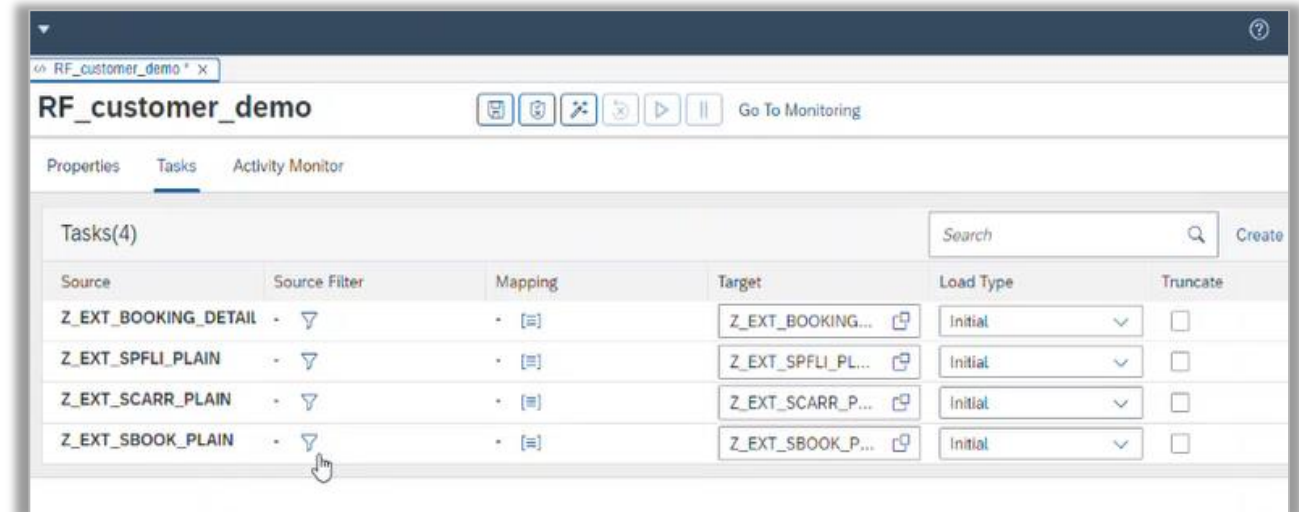 RF_customer_demo * ×
RF_customer_demo Go To Monitoring
Properties Tasks Activity Monitor
Tasks(4) Search Create
Source Source Filter Mapping Target Load Type Truncate
Z_EXT_BOOKING_DETAIL - - Z_EXT_BOOKING... Initial
Z_EXT_SPFLI_PLAIN - - Z_EXT_SPFLI_PL... Initial
Z_EXT_SCARR_PLAIN - - Z_EXT_SCARR_P... Initial
Z_EXT_SBOOK_PLAIN - - Z_EXT_SBOOK_P... Initial